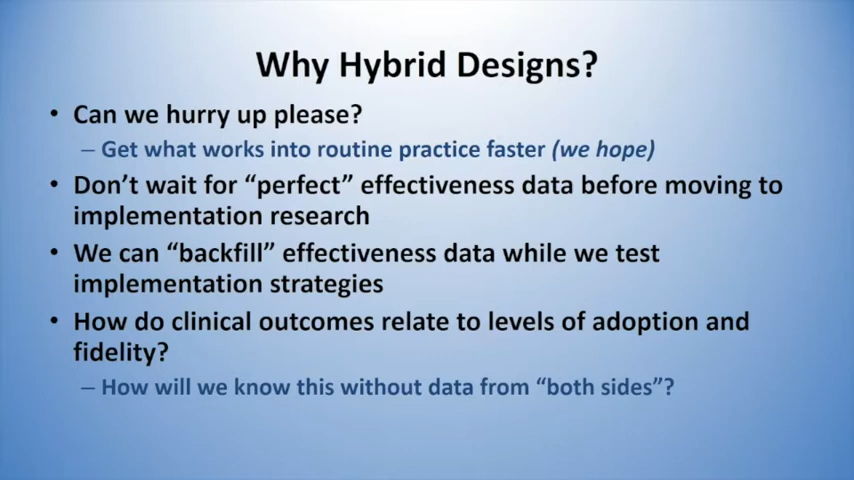 Why Hybrid Designs?
• Can we hurry up please?
– Get what works into routine practice faster (we hope)
• Don’t wait for “perfect” effectiveness data before moving to
implementation research
• We can “backfill” effectiveness data while we test
implementation strategies
• How do clinical outcomes relate to levels of adoption and
fidelity?
– How will we know this without data from “both sides”?